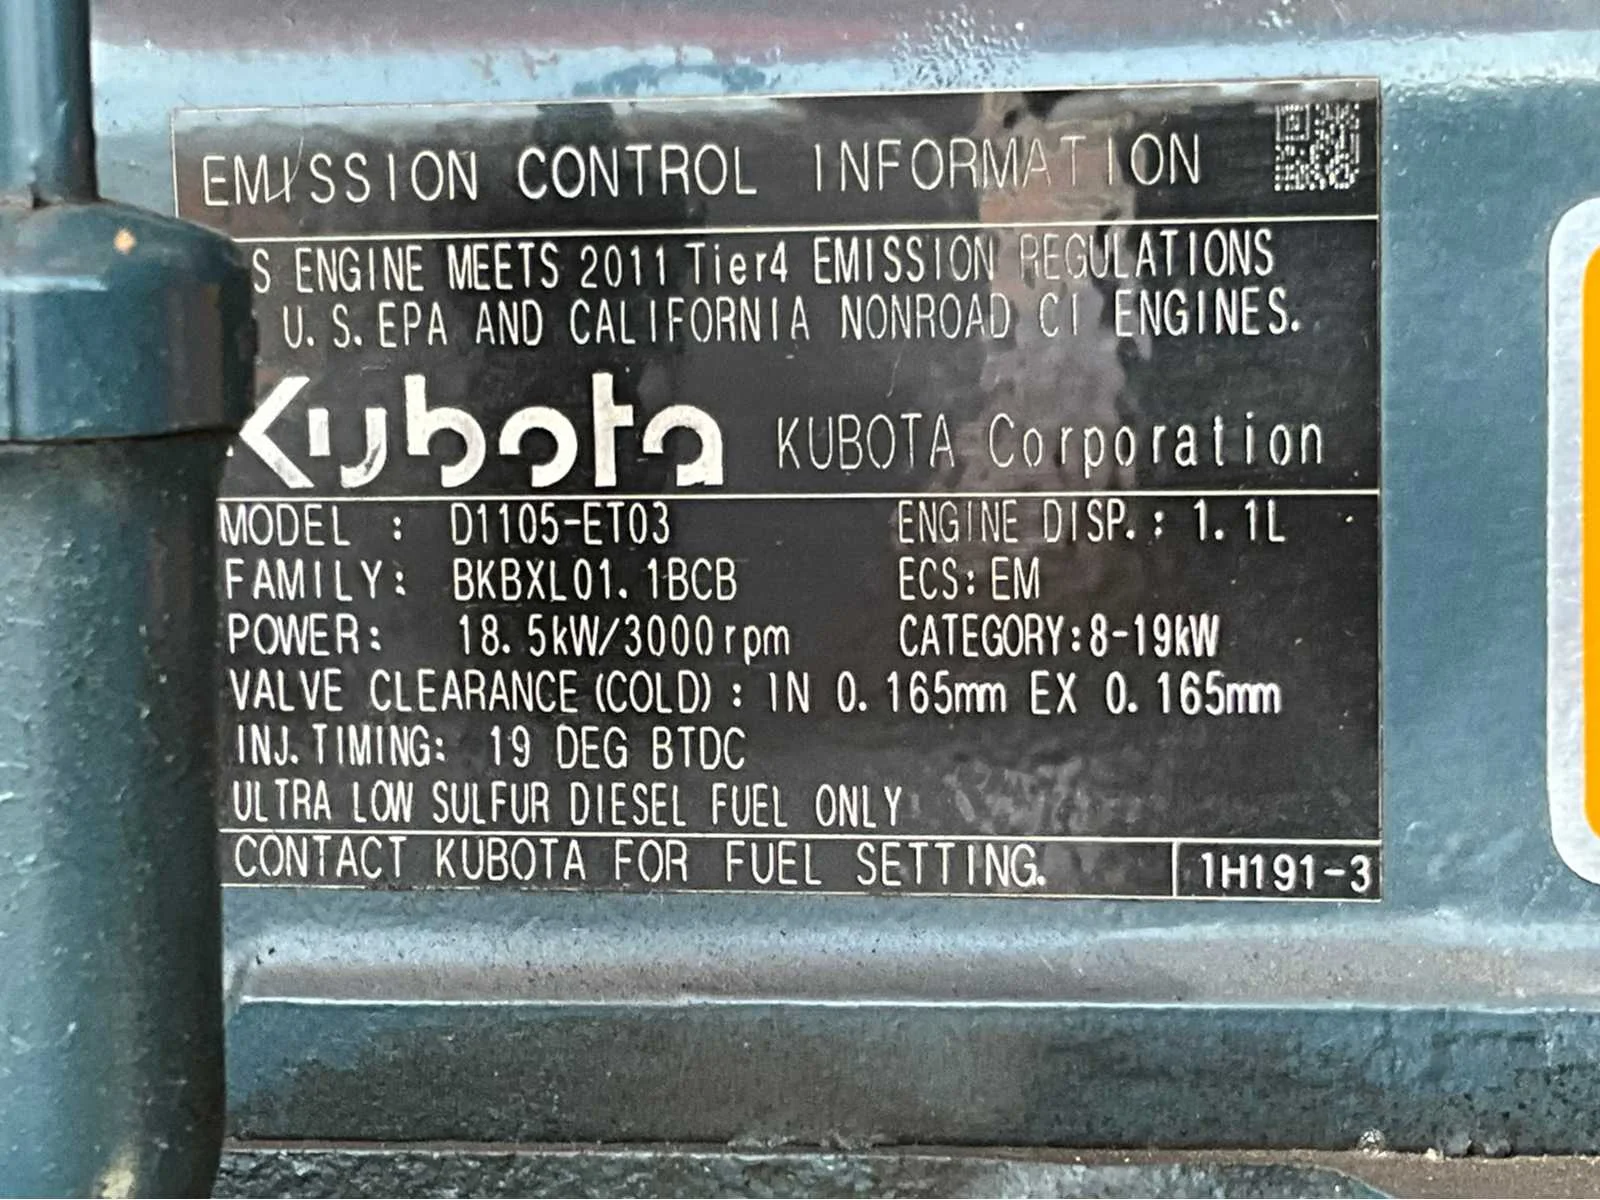 EMISSION CONTROL INFORMATION
S ENGINE MEETS 2011 Tier4 EMISSION REGULATIONS
U.S.EPA AND CALIFORNIA NONROAD CI ENGINES.
Kubota KUBOTA Corporation
MODEL : D1105-ET03 ENGINE DISP.: 1.1L
FAMILY: BKBXL01.1BCB ECS: EM
POWER: 18.5kW/3000rpm CATEGORY:8-19kW
VALVE CLEARANCE (COLD) : IN 0.165mm EX 0.165mm
INJ.TIMING: 19 DEG BTDC
ULTRA LOW SULFUR DIESEL FUEL ONLY
CONTACT KUBOTA FOR FUEL SETTING. 1H191-3